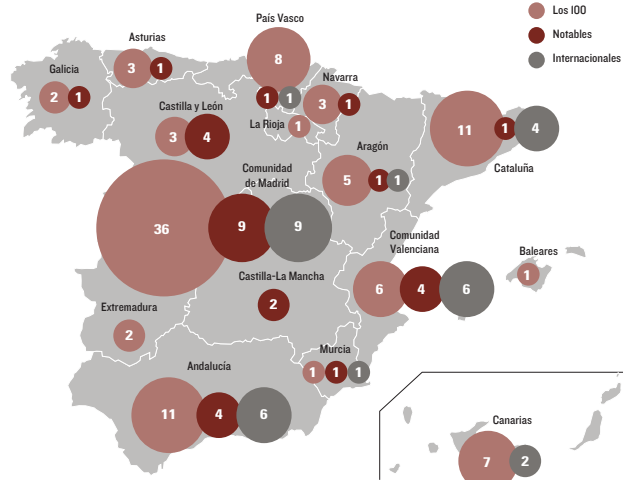 Los 100
Notables
Internacionales
País Vasco
8
1
1
Asturias
3
1
Galicia
2
1
Navarra
3
1
Castilla y León
3
4
La Rioja
1
Aragón
5
1
1
11
1
4
Cataluña
Comunidad
de Madrid
36
9
9
Comunidad
Valenciana
6
4
6
Baleares
1
Castilla-La Mancha
2
Extremadura
2
Murcia
1
1
1
Andalucía
11
4
6
Canarias
7
2